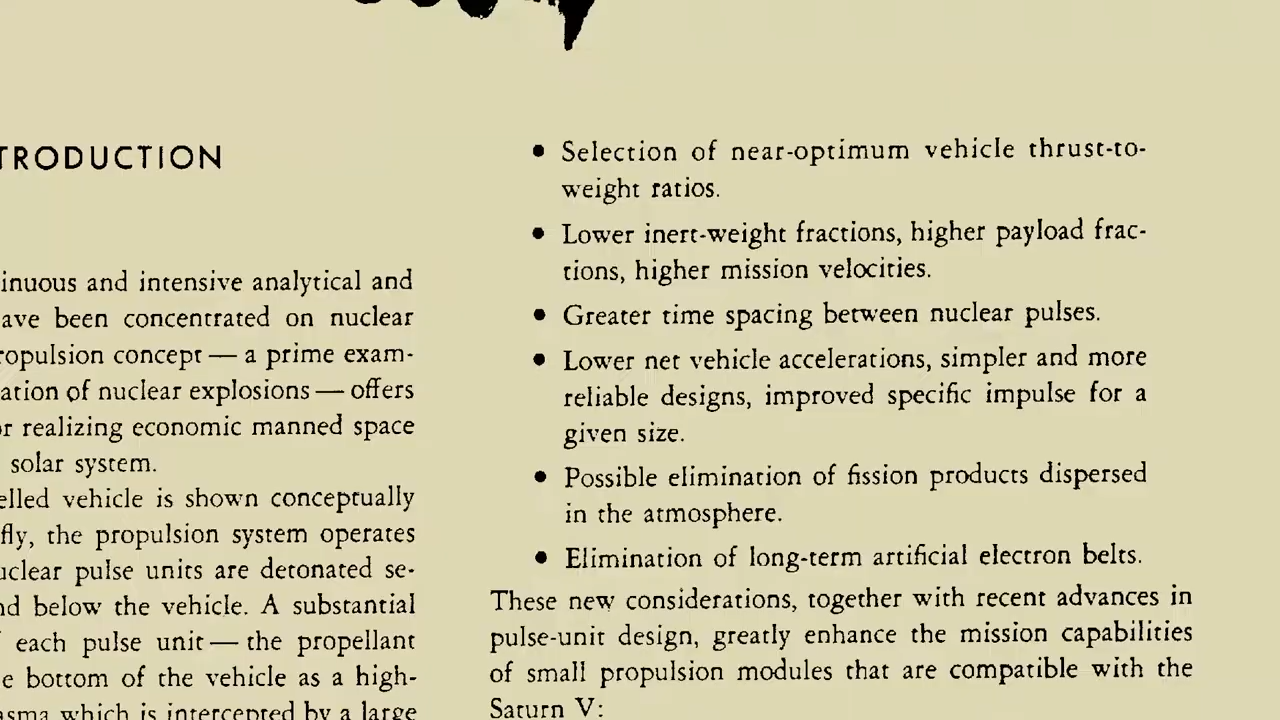 TRODUCTION
inuous and intensive analytical and
ave been concentrated on nuclear
ropulsion concept — a prime exam-
ation of nuclear explosions — offers
or realizing economic manned space
solar system.
elled vehicle is shown conceptually
fly, the propulsion system operates
uclear pulse units are detonated se-
nd below the vehicle. A substantial
each pulse unit — the propellant
e bottom of the vehicle as a high-
asma which is intercepted by a large
• Selection of near-optimum vehicle thrust-to-
weight ratios.
• Lower inert-weight fractions, higher payload frac-
tions, higher mission velocities.
• Greater time spacing between nuclear pulses.
• Lower net vehicle accelerations, simpler and more
reliable designs, improved specific impulse for a
given size.
• Possible elimination of fission products dispersed
in the atmosphere.
• Elimination of long-term artificial electron belts.
These new considerations, together with recent advances in
pulse-unit design, greatly enhance the mission capabilities
of small propulsion modules that are compatible with the
Saturn V: